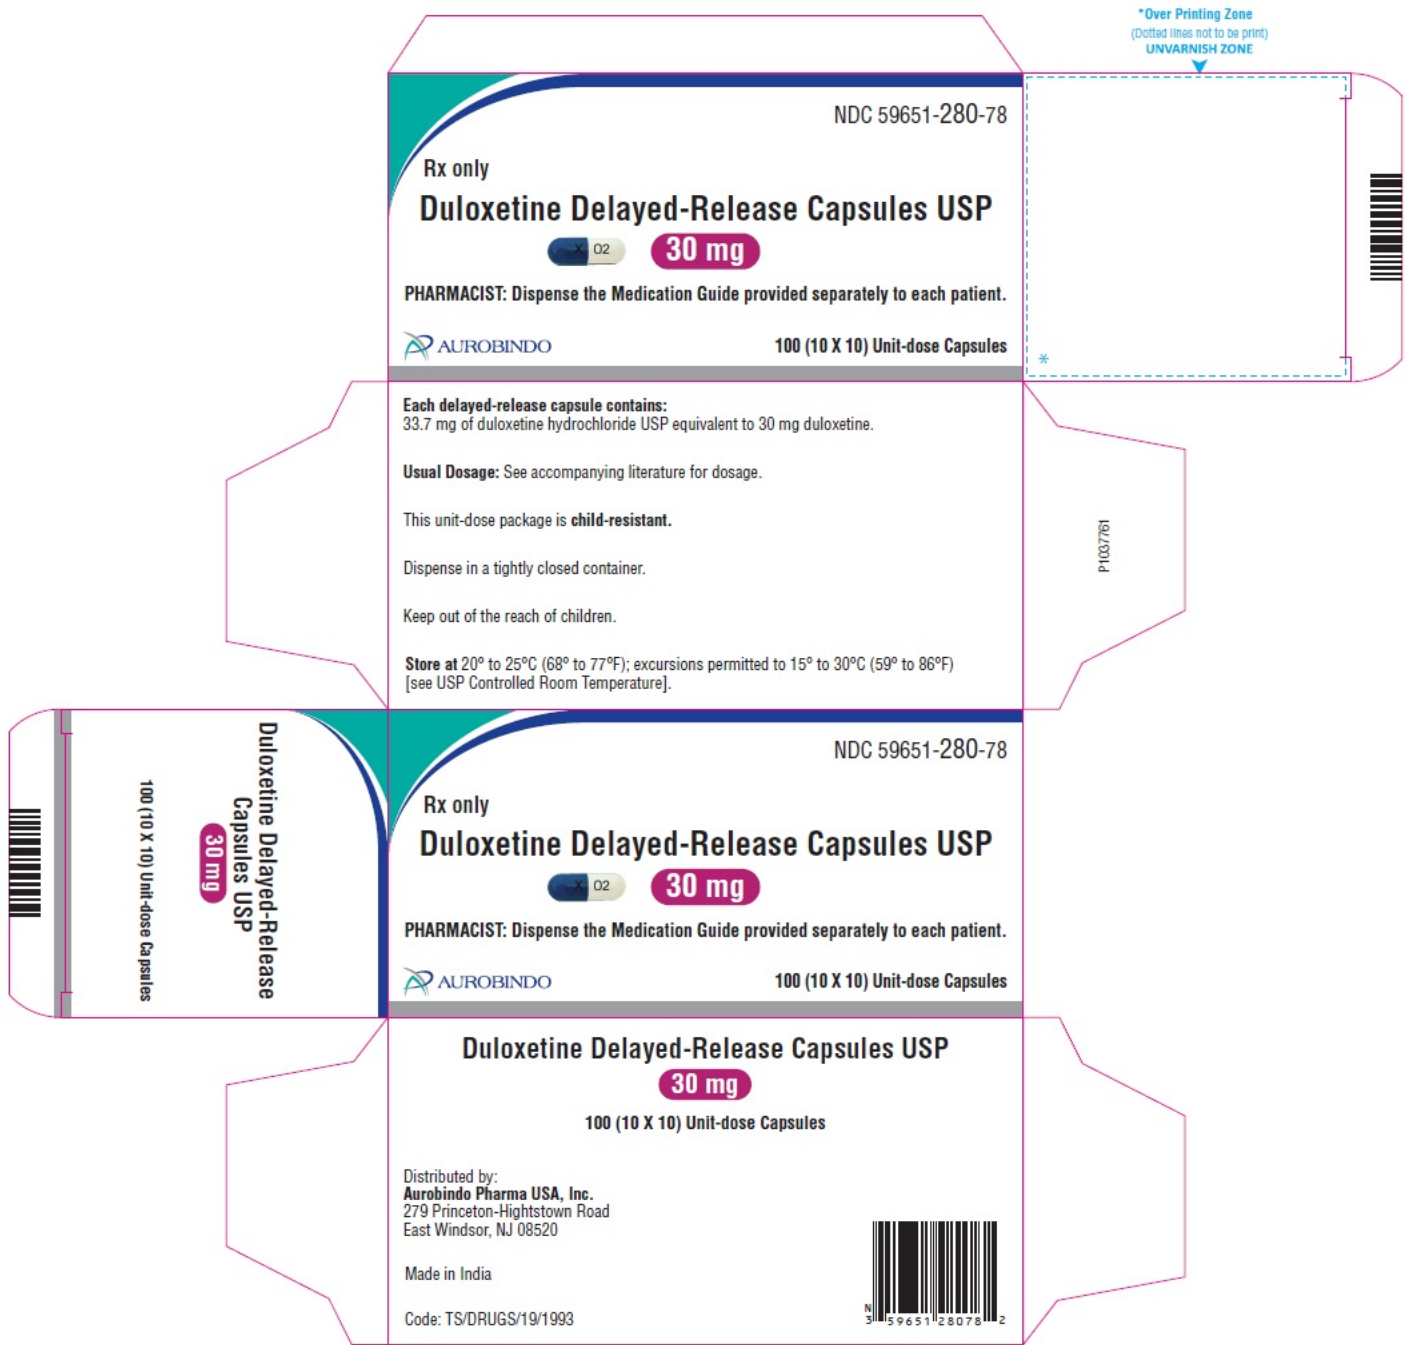 *Over Printing Zone
(Dotted lines not to be print)
UNVARNISH ZONE
NDC 59651-280-78
Rx only
Duloxetine Delayed-Release Capsules USP
X 02
30 mg
PHARMACIST: Dispense the Medication Guide provided separately to each patient.
AUROBINDO
100 (10 X 10) Unit-dose Capsules
*
Each delayed-release capsule contains:
33.7 mg of duloxetine hydrochloride USP equivalent to 30 mg duloxetine.
Usual Dosage: See accompanying literature for dosage.
This unit-dose package is child-resistant.
Dispense in a tightly closed container.
Keep out of the reach of children.
Store at 20º to 25ºC (68º to 77ºF); excursions permitted to 15º to 30ºC (59º to 86ºF)
[see USP Controlled Room Temperature].
P1037761
Duloxetine Delayed-Release
Capsules USP
30 mg
100 (10 X 10) Unit-dose Capsules
NDC 59651-280-78
Rx only
Duloxetine Delayed-Release Capsules USP
X 02
30 mg
PHARMACIST: Dispense the Medication Guide provided separately to each patient.
AUROBINDO
100 (10 X 10) Unit-dose Capsules
Duloxetine Delayed-Release Capsules USP
30 mg
100 (10 X 10) Unit-dose Capsules
Distributed by:
Aurobindo Pharma USA, Inc.
279 Princeton-Hightstown Road
East Windsor, NJ 08520
Made in India
Code: TS/DRUGS/19/1993
N
3 59651 28078 2